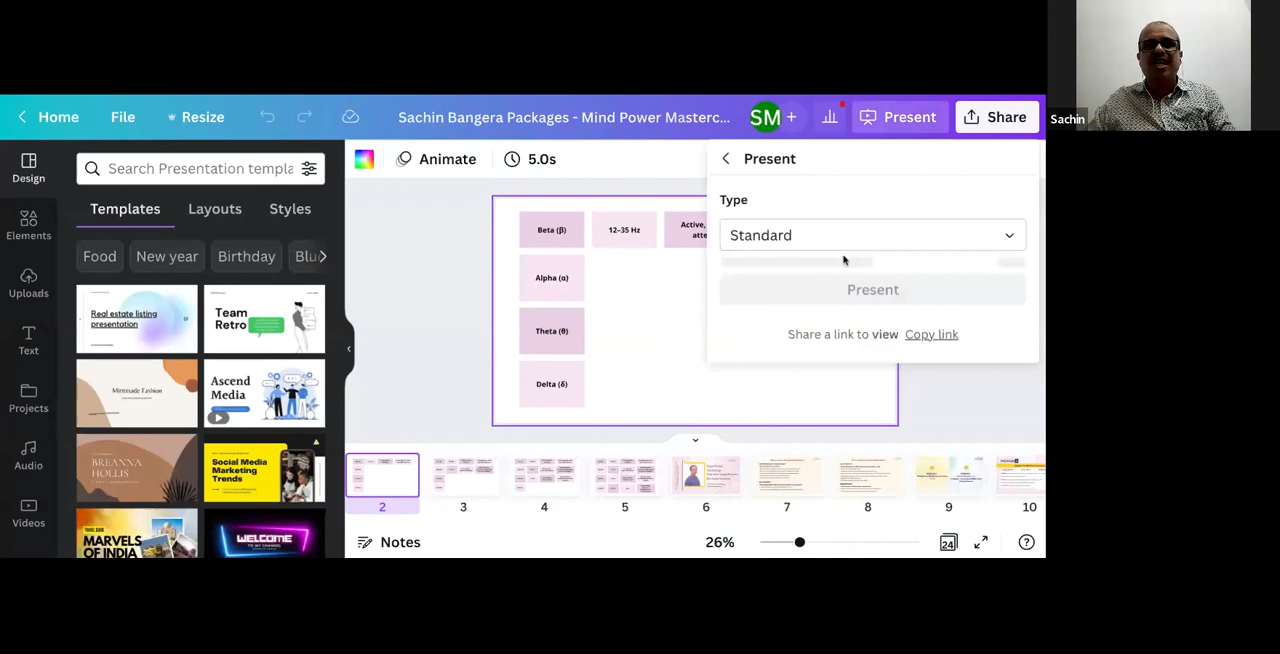 Home
File
Resize
Sachin Bangera Packages - Mind Power Masterc...
SM
+
Present
Share
Sachin
Design
Elements
Uploads
Text
Projects
Audio
Videos
Search Presentation templa
Templates
Layouts
Styles
Food
New year
Birthday
Blu
Real estate listing
presentation
Team
Retro
Mintmade Fashion
Ascend
Media
BREANNA
HOLLIS
Social Media
Marketing
Trends
MARVELS
OF INDIA
WELCOME
Animate
5.0s
Beta (β)
12–35 Hz
Active,
atte
Alpha (α)
Theta (θ)
Delta (δ)
Present
Type
Standard
Present
Share a link to view Copy link
2
3
4
5
6
7
8
9
10
Notes
26%
24
?